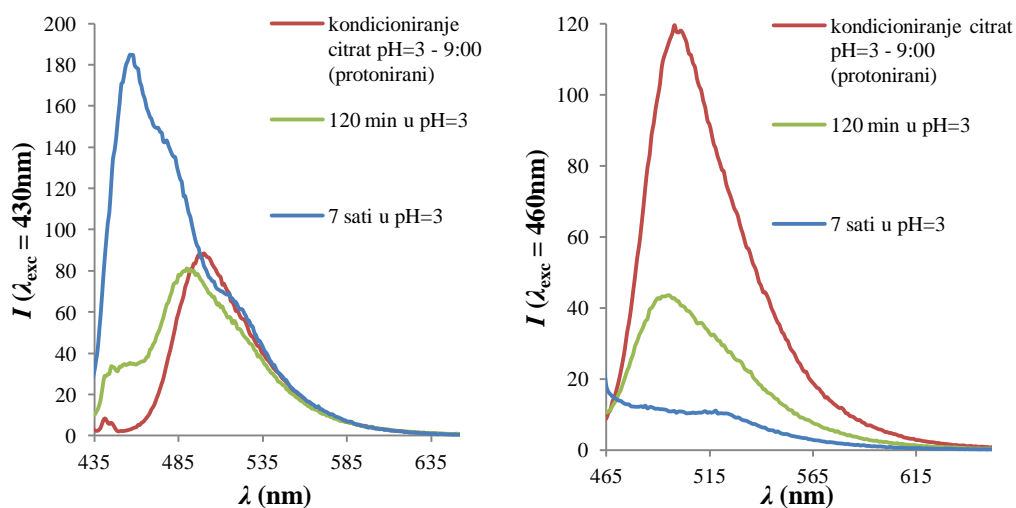 200
180
160
140
120
100
80
60
40
20
0
435
485
535
585
635
I (λexc = 430nm)
λ (nm)
kondicioniranje
citrat pH=3 - 9:00
(protonirani)
120 min u pH=3
7 sati u pH=3
120
100
80
60
40
20
0
465
515
565
615
I (λexc = 460nm)
λ (nm)
kondicioniranje citrat
pH=3 - 9:00
(protonirani)
120 min u pH=3
7 sati u pH=3